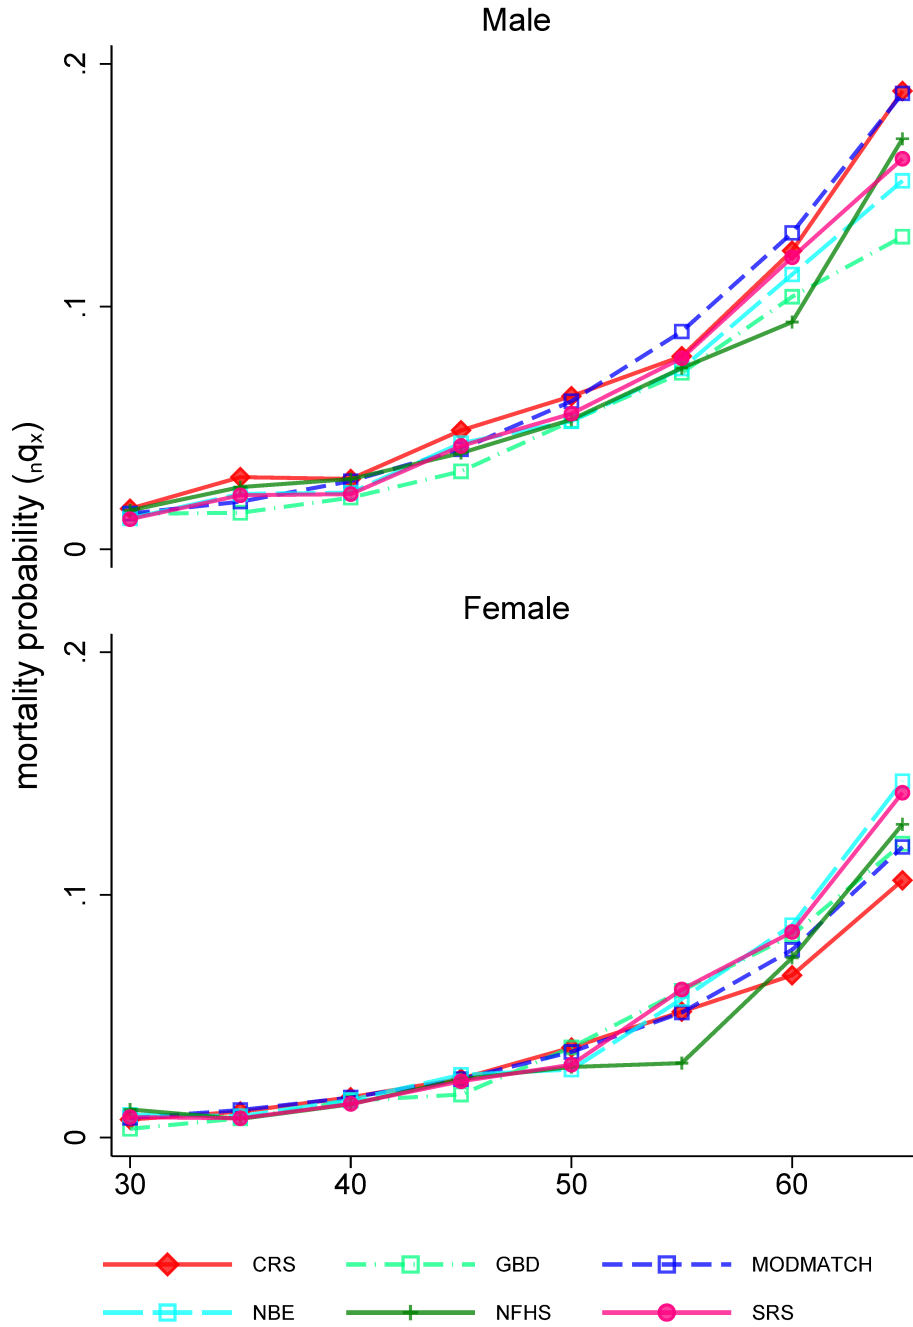 Male
.2
.1
0
mortality probability (ₙqₓ)
Female
.2
.1
0
30 40 50 60
CRS GBD MODMATCH
NBE NFHS SRS